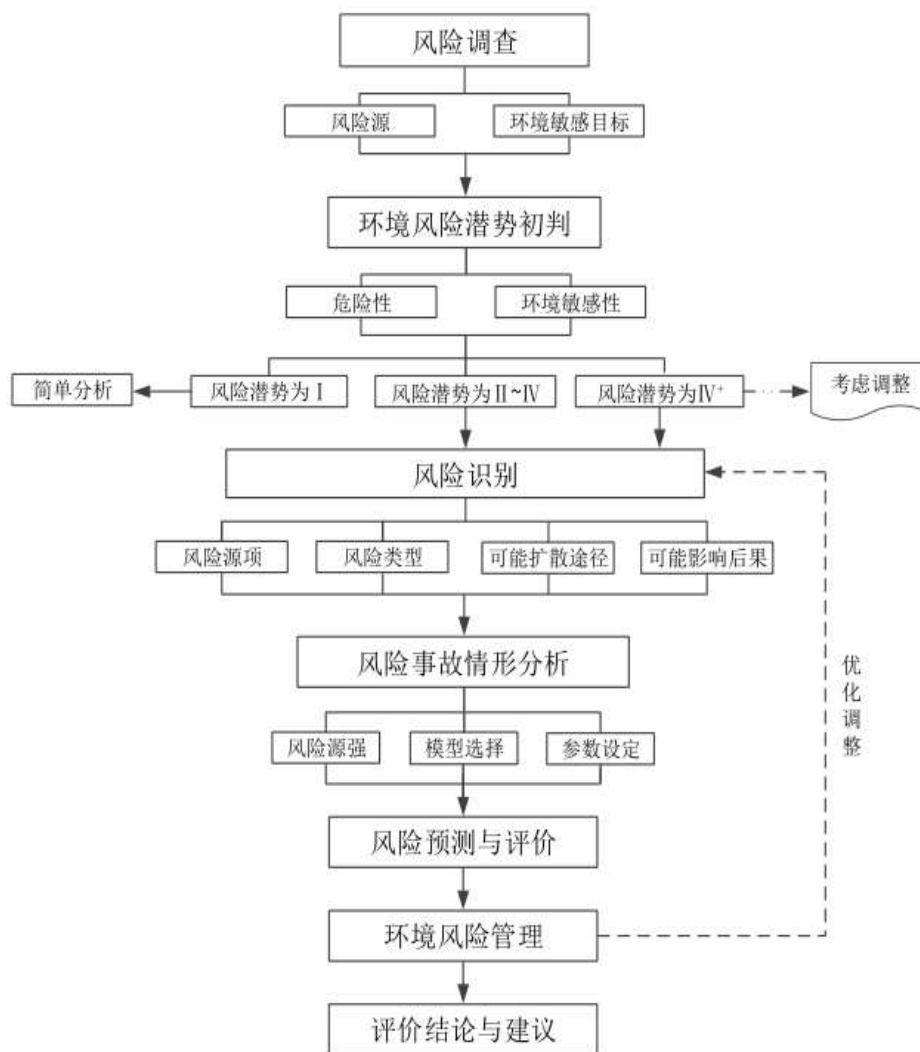 风险调查
风险源
环境敏感目标
环境风险潜势初判
危险性
环境敏感性
简单分析
风险潜势为Ⅰ
风险潜势为Ⅱ~Ⅳ
风险潜势为Ⅳ⁺
考虑调整
风险识别
风险源项
风险类型
可能扩散途径
可能影响后果
风险事故情形分析
优化调整
风险源强
模型选择
参数设定
风险预测与评价
环境风险管理
评价结论与建议